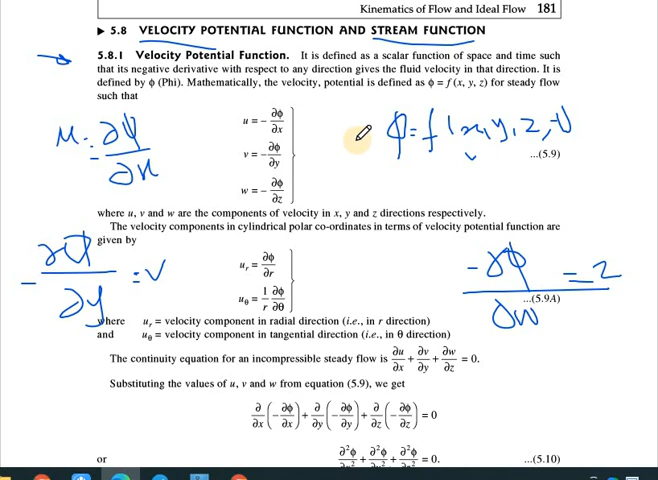 Kinematics of Flow and Ideal Flow 181
▶ 5.8 VELOCITY POTENTIAL FUNCTION AND STREAM FUNCTION
5.8.1 Velocity Potential Function. It is defined as a scalar function of space and time such
that its negative derivative with respect to any direction gives the fluid velocity in that direction. It is
defined by ϕ (Phi). Mathematically, the velocity, potential is defined as ϕ = f (x, y, z) for steady flow
such that
u = − ∂ϕ/∂x
v = − ∂ϕ/∂y
w = − ∂ϕ/∂z
...(5.9)
u = − ∂ϕ/∂x
ϕ = f (x, y, z, t)
where u, v and w are the components of velocity in x, y and z directions respectively.
The velocity components in cylindrical polar co-ordinates in terms of velocity potential function are
given by
u_r = ∂ϕ/∂r
u_θ = 1/r ∂ϕ/∂θ
...(5.9A)
− ∂ϕ/∂y = v
− ∂ϕ/∂w = z
where u_r = velocity component in radial direction (i.e., in r direction)
and u_θ = velocity component in tangential direction (i.e., in θ direction)
The continuity equation for an incompressible steady flow is ∂u/∂x + ∂v/∂y + ∂w/∂z = 0.
Substituting the values of u, v and w from equation (5.9), we get
∂/∂x (− ∂ϕ/∂x) + ∂/∂y (− ∂ϕ/∂y) + ∂/∂z (− ∂ϕ/∂z) = 0
or ∂²ϕ/∂x² + ∂²ϕ/∂y² + ∂²ϕ/∂z² = 0. ...(5.10)